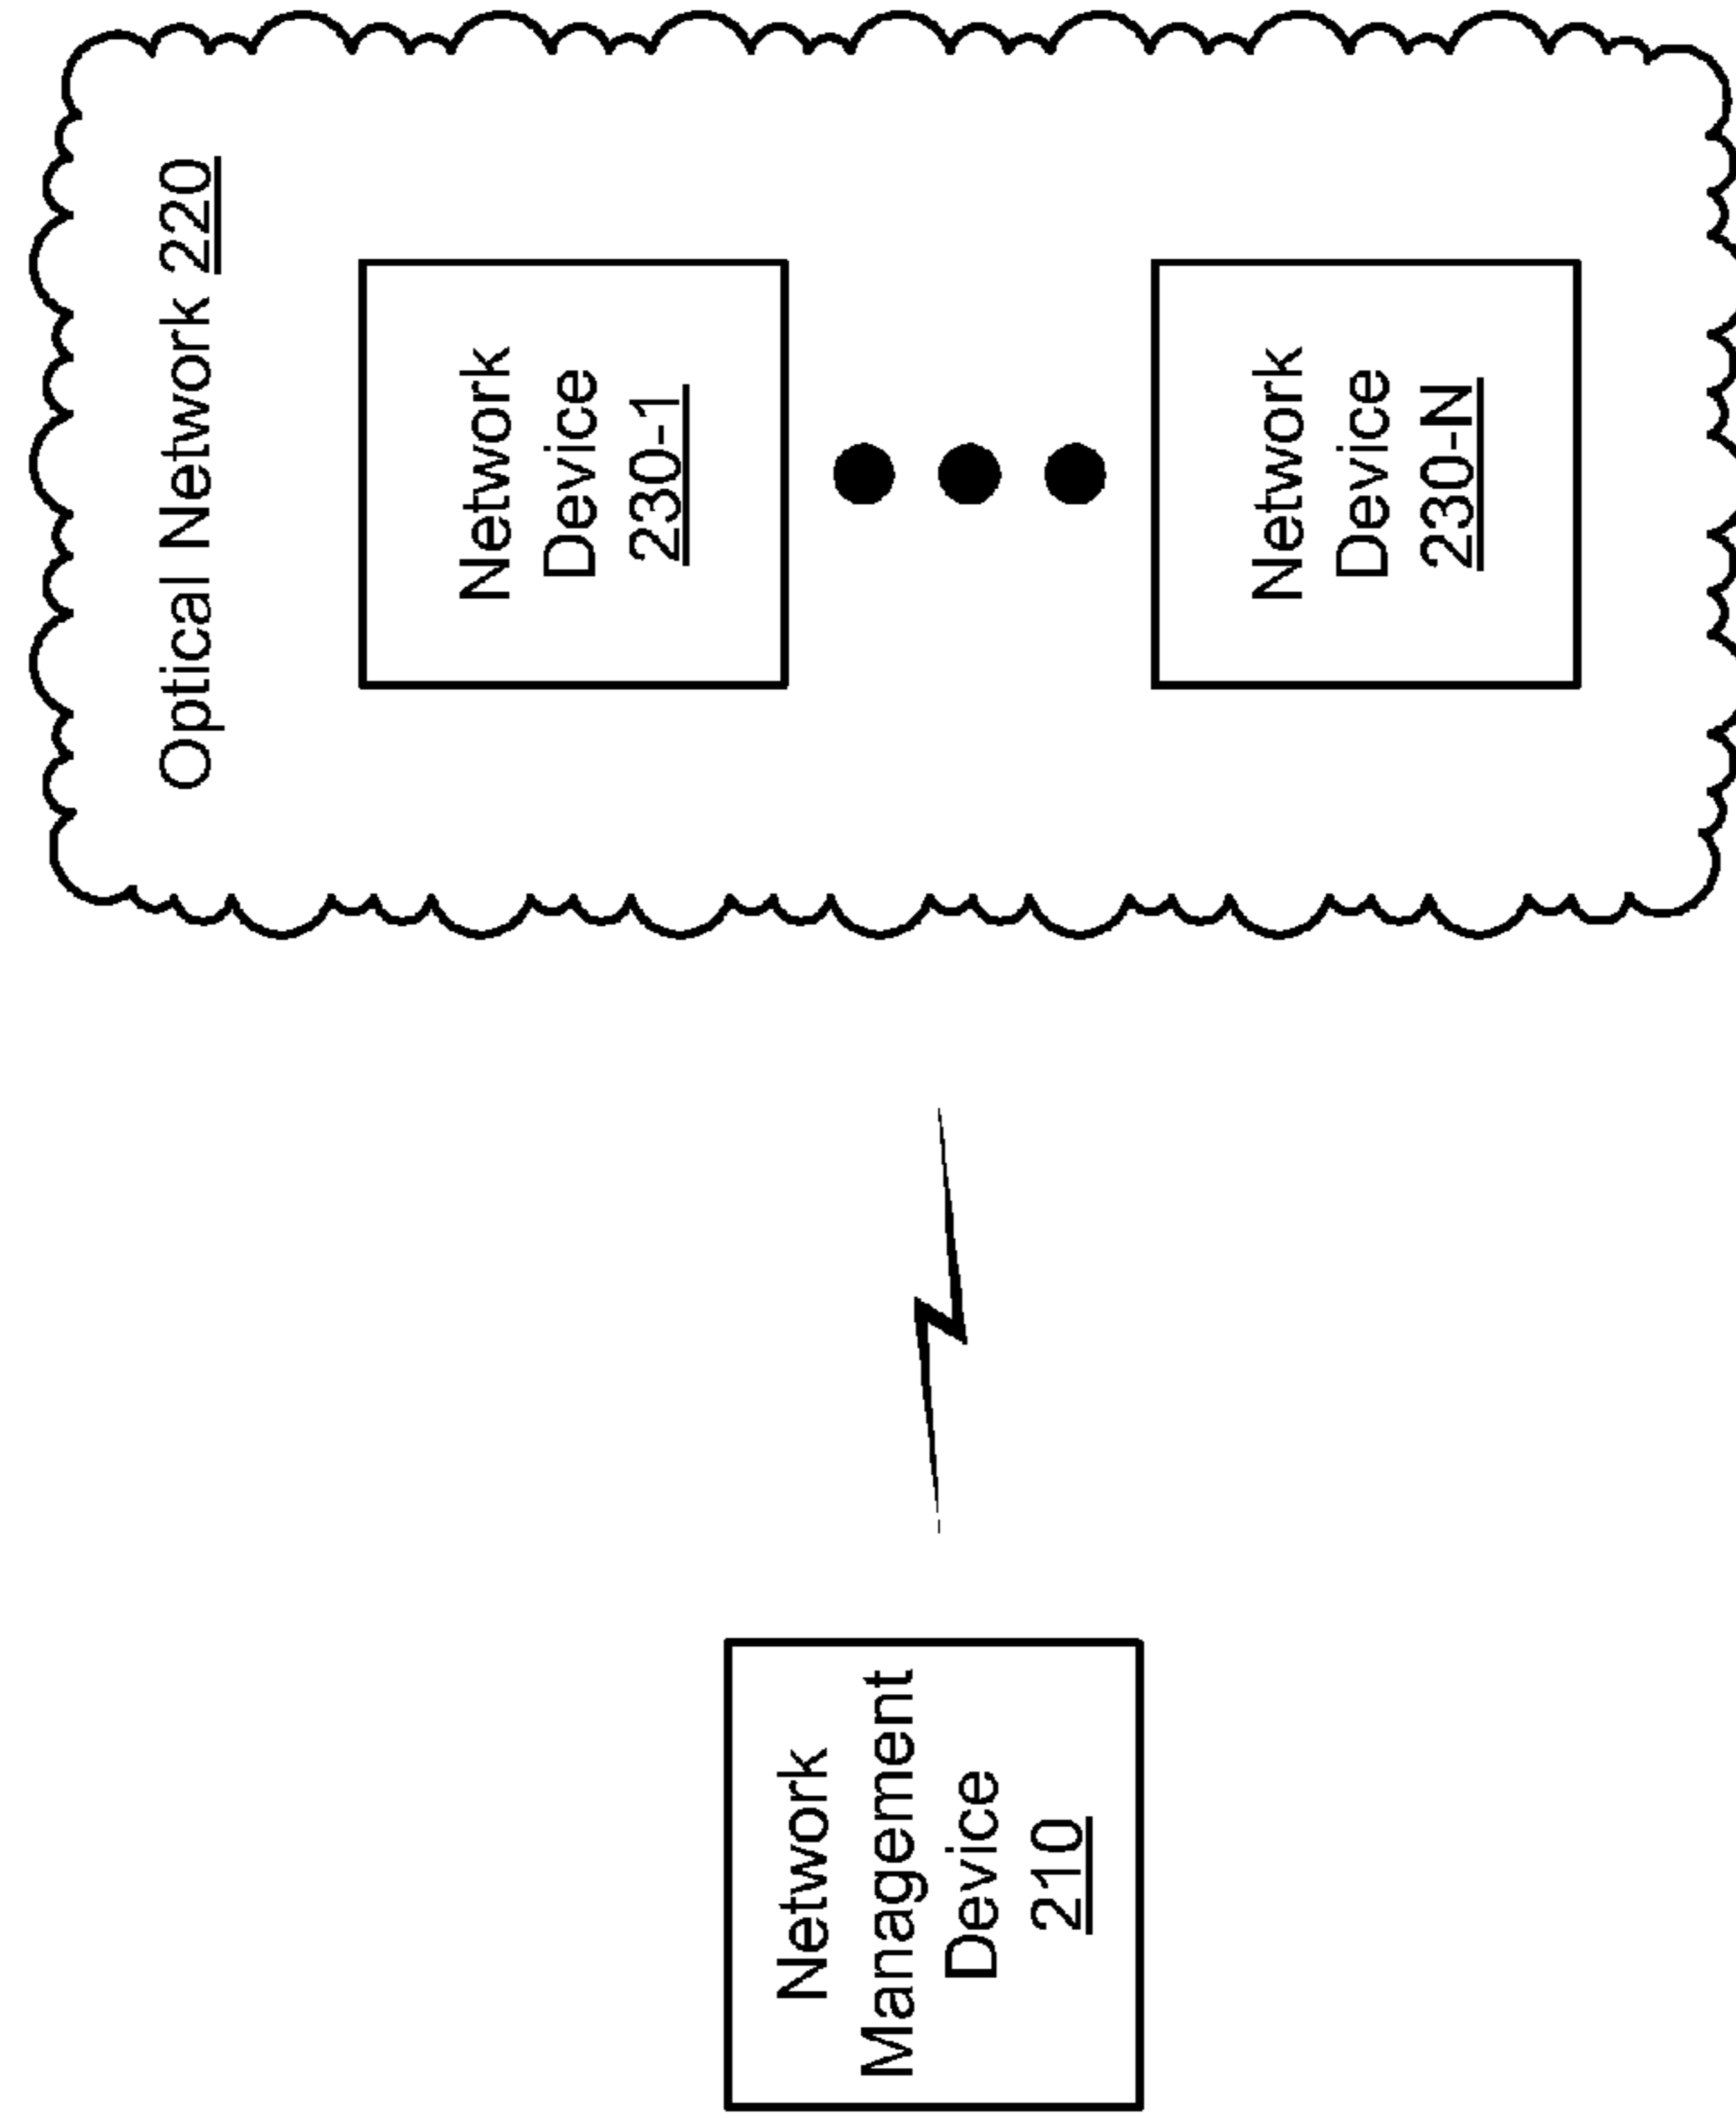 Network
Management
Device
210
Optical Network 220
Network
Device
230-1
Network
Device
230-N